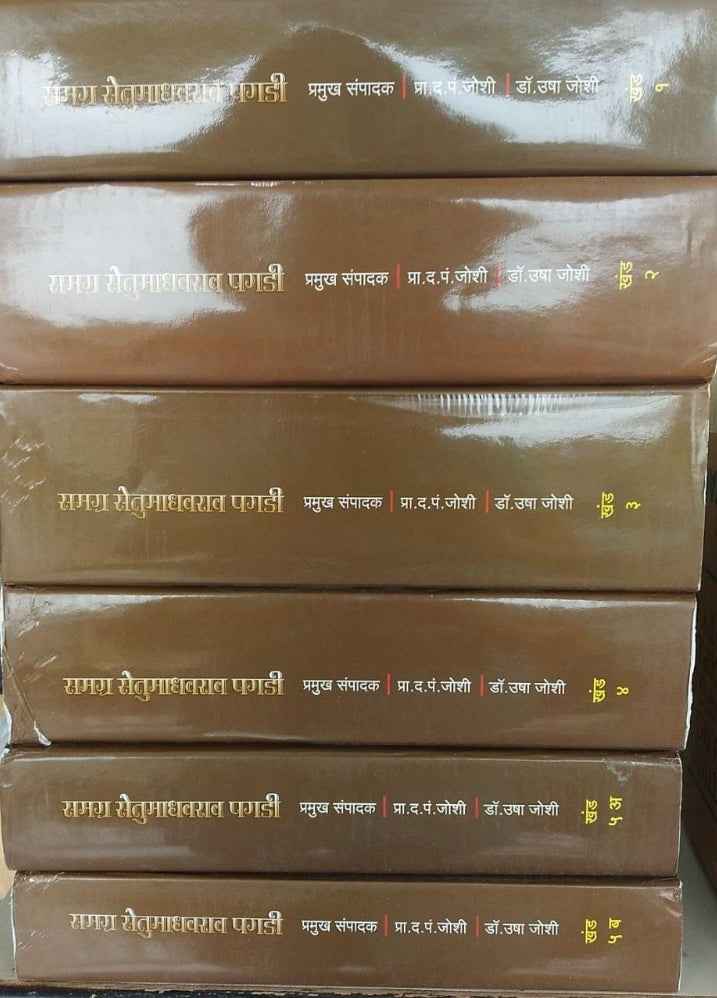 समग्र सेतुमाधवराव पगडी प्रमुख संपादक | प्रा.द.पं.जोशी | डॉ.उषा जोशी खंड १
समग्र सेतुमाधवराव पगडी प्रमुख संपादक | प्रा.द.पं.जोशी | डॉ.उषा जोशी खंड २
समग्र सेतुमाधवराव पगडी प्रमुख संपादक | प्रा.द.पं.जोशी | डॉ.उषा जोशी खंड ३
समग्र सेतुमाधवराव पगडी प्रमुख संपादक | प्रा.द.पं.जोशी | डॉ.उषा जोशी खंड ४
समग्र सेतुमाधवराव पगडी प्रमुख संपादक | प्रा.द.पं.जोशी | डॉ.उषा जोशी खंड ५ अ
समग्र सेतुमाधवराव पगडी प्रमुख संपादक | प्रा.द.पं.जोशी | डॉ.उषा जोशी खंड ५ ब